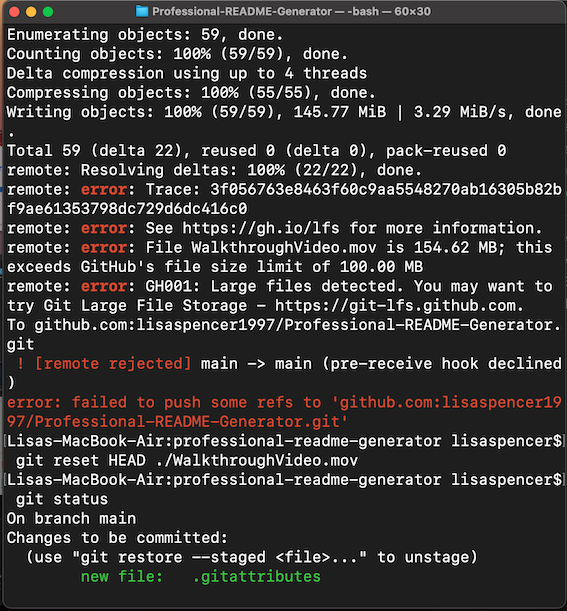 Professional-README-Generator — -bash — 60×30
Enumerating objects: 59, done.
Counting objects: 100% (59/59), done.
Delta compression using up to 4 threads
Compressing objects: 100% (55/55), done.
Writing objects: 100% (59/59), 145.77 MiB | 3.29 MiB/s, done
.
Total 59 (delta 22), reused 0 (delta 0), pack-reused 0
remote: Resolving deltas: 100% (22/22), done.
remote: error: Trace: 3f056763e8463f60c9aa5548270ab16305b82b
f9ae61353798dc729d6dc416c0
remote: error: See https://gh.io/lfs for more information.
remote: error: File WalkthroughVideo.mov is 154.62 MB; this
exceeds GitHub's file size limit of 100.00 MB
remote: error: GH001: Large files detected. You may want to
try Git Large File Storage - https://git-lfs.github.com.
To github.com:lisaspencer1997/Professional-README-Generator.
git
 ! [remote rejected] main -> main (pre-receive hook declined
)
error: failed to push some refs to 'github.com:lisaspencer19
97/Professional-README-Generator.git'
[Lisas-MacBook-Air:professional-readme-generator lisaspencer$]
 git reset HEAD ./WalkthroughVideo.mov
[Lisas-MacBook-Air:professional-readme-generator lisaspencer$]
 git status
On branch main
Changes to be committed:
  (use "git restore --staged <file>..." to unstage)
        new file:   .gitattributes